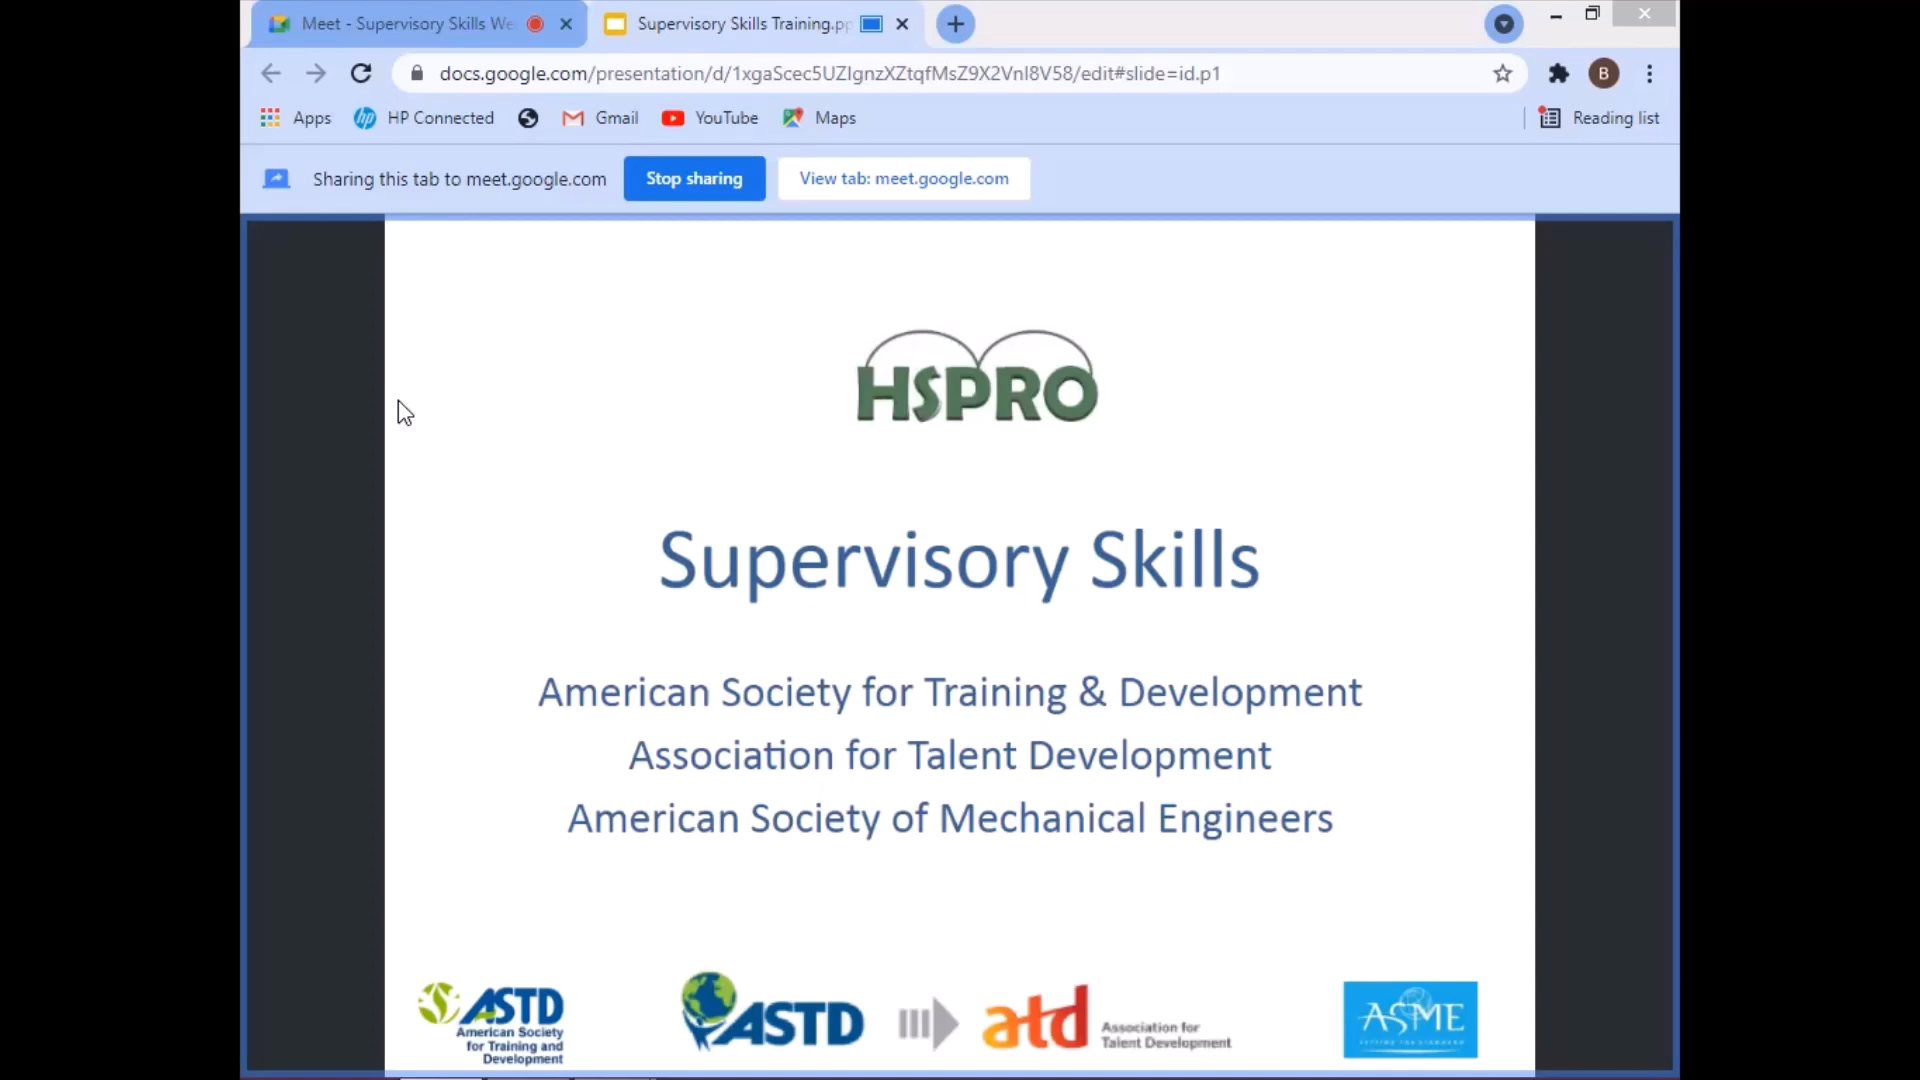 Meet - Supervisory Skills We
Supervisory Skills Training.pp
docs.google.com/presentation/d/1xgaScec5UZIgnzXZtqfMsZ9X2Vnl8V58/edit#slide=id.p1
B
Apps
hp
HP Connected
Gmail
YouTube
Maps
Reading list
Sharing this tab to meet.google.com
Stop sharing
View tab: meet.google.com
HSPRO
Supervisory Skills
American Society for Training & Development
Association for Talent Development
American Society of Mechanical Engineers
ASTD
American Society
for Training and
Development
ASTD
atd
Association for
Talent Development
ASME